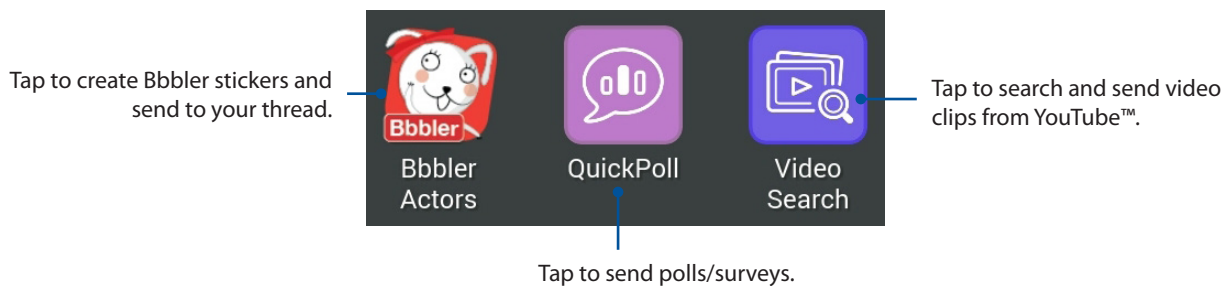 Tap to create Bbbler stickers and
send to your thread.
Bbbler
Bbbler
Actors
QuickPoll
Video
Search
Tap to search and send video
clips from YouTube™.
Tap to send polls/surveys.